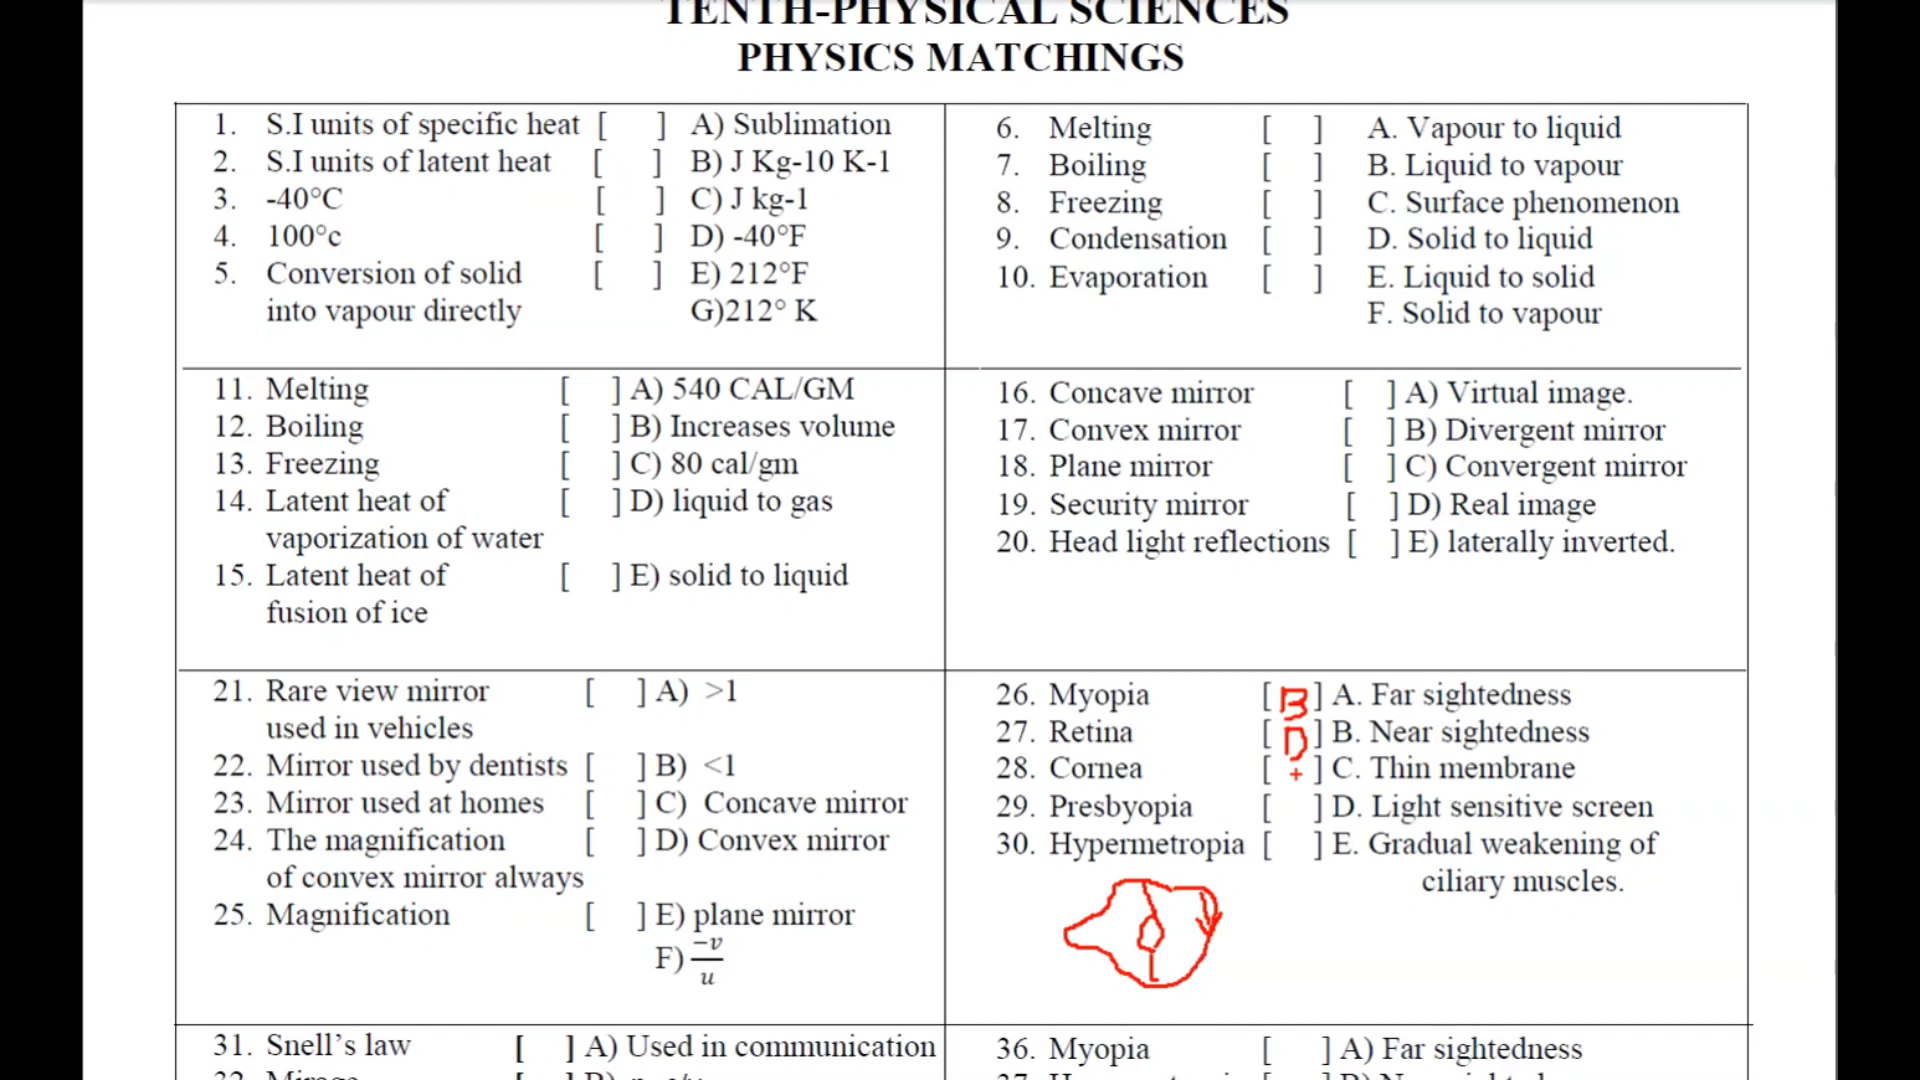 TENTH-PHYSICAL SCIENCES
PHYSICS MATCHINGS
1. S.I units of specific heat [ ] A) Sublimation
2. S.I units of latent heat [ ] B) J Kg-10 K-1
3. -40°C [ ] C) J kg-1
4. 100°c [ ] D) -40°F
5. Conversion of solid [ ] E) 212°F
into vapour directly G)212° K
6. Melting [ ] A. Vapour to liquid
7. Boiling [ ] B. Liquid to vapour
8. Freezing [ ] C. Surface phenomenon
9. Condensation [ ] D. Solid to liquid
10. Evaporation [ ] E. Liquid to solid
F. Solid to vapour
11. Melting [ ] A) 540 CAL/GM
12. Boiling [ ] B) Increases volume
13. Freezing [ ] C) 80 cal/gm
14. Latent heat of [ ] D) liquid to gas
vaporization of water
15. Latent heat of [ ] E) solid to liquid
fusion of ice
16. Concave mirror [ ] A) Virtual image.
17. Convex mirror [ ] B) Divergent mirror
18. Plane mirror [ ] C) Convergent mirror
19. Security mirror [ ] D) Real image
20. Head light reflections [ ] E) laterally inverted.
21. Rare view mirror [ ] A) >1
used in vehicles
22. Mirror used by dentists [ ] B) <1
23. Mirror used at homes [ ] C) Concave mirror
24. The magnification [ ] D) Convex mirror
of convex mirror always
25. Magnification [ ] E) plane mirror
F) -v/u
26. Myopia [ B ] A. Far sightedness
27. Retina [ D ] B. Near sightedness
28. Cornea [ + ] C. Thin membrane
29. Presbyopia [ ] D. Light sensitive screen
30. Hypermetropia [ ] E. Gradual weakening of
ciliary muscles.
31. Snell's law [ ] A) Used in communication
36. Myopia [ ] A) Far sightedness